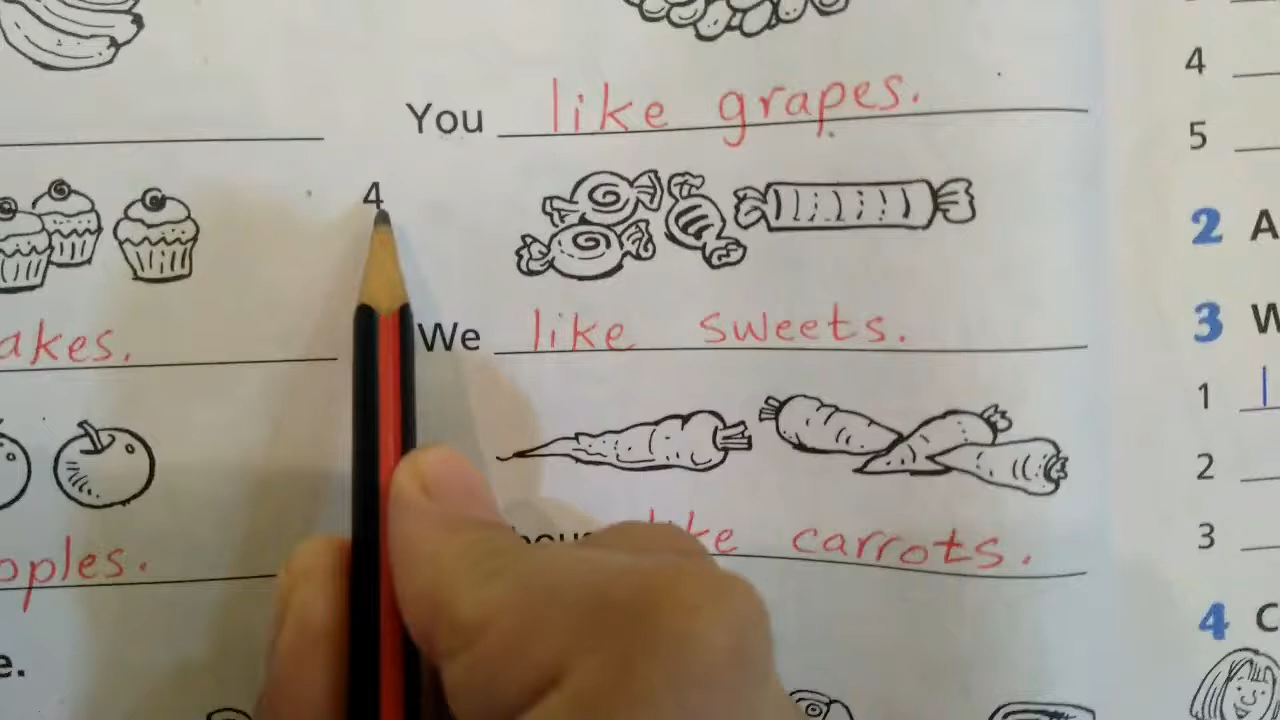 You like grapes.
4
We like sweets.
akes.
like carrots.
oples.
e.
4
5
2 A
3 W
1
2
3
4 C